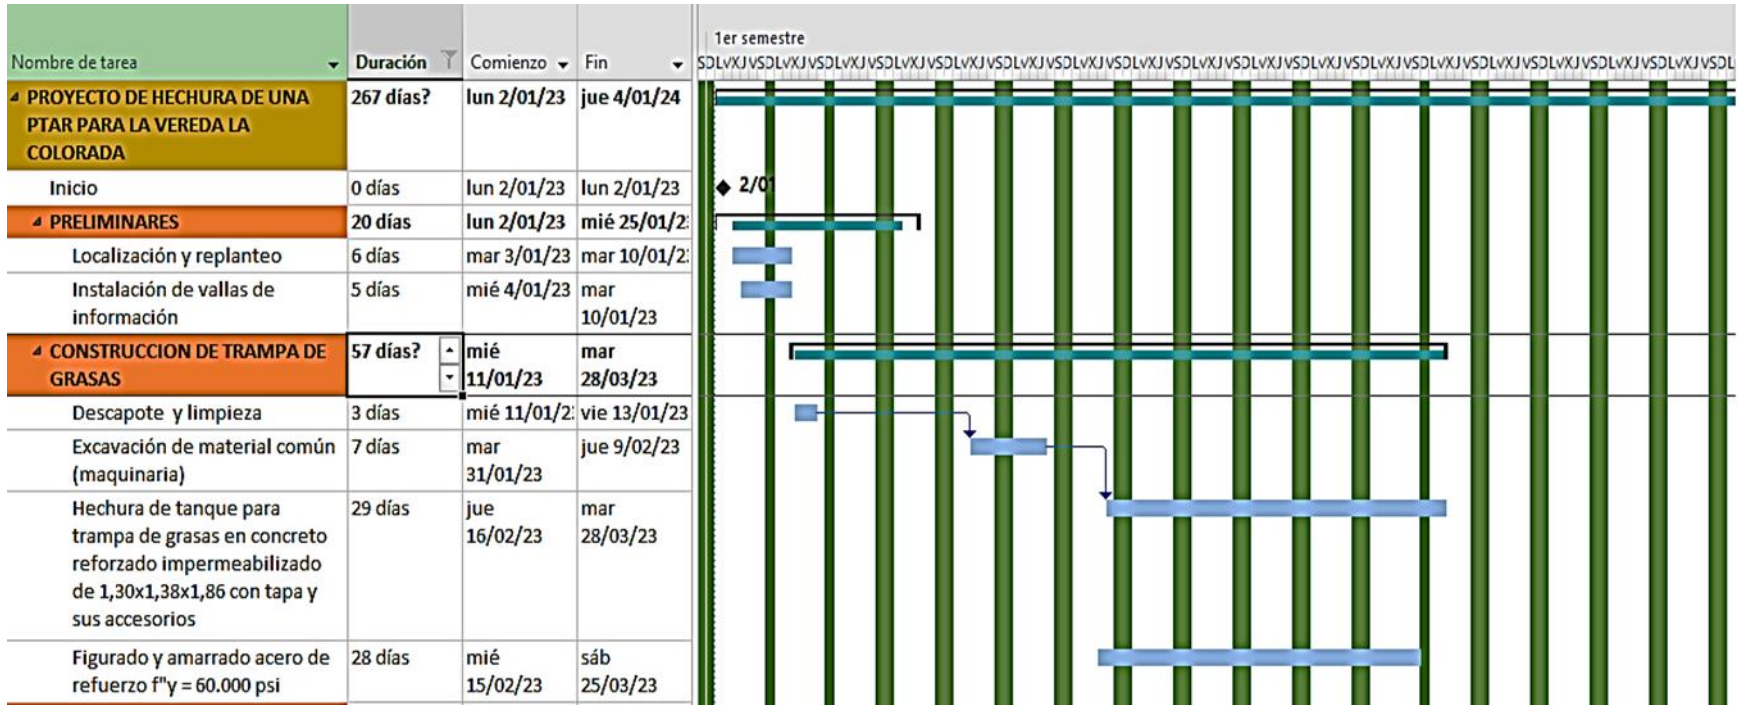 1er semestre
Nombre de tarea Duración Comienzo Fin SDLvXJVSDLvXJVSDLvXJVSDLvXJVSDLvXJVSDLvXJVSDLvXJVSDLvXJVSDLvXJVSDLvXJVSDLvXJVSDLvXJVSDLvXJVSDLvXJVSDLvXJVSDLvXJVSDLvXJVSDL
PROYECTO DE HECHURA DE UNA 267 días? lun 2/01/23 jue 4/01/24
PTAR PARA LA VEREDA LA
COLORADA
Inicio 0 días lun 2/01/23 lun 2/01/23 2/01
PRELIMINARES 20 días lun 2/01/23 mié 25/01/2
Localización y replanteo 6 días mar 3/01/23 mar 10/01/2
Instalación de vallas de 5 días mié 4/01/23 mar
información 10/01/23
CONSTRUCCION DE TRAMPA DE 57 días? mié mar
GRASAS 11/01/23 28/03/23
Descapote y limpieza 3 días mié 11/01/2 vie 13/01/23
Excavación de material común 7 días mar jue 9/02/23
(maquinaria) 31/01/23
Hechura de tanque para 29 días jue mar
trampa de grasas en concreto 16/02/23 28/03/23
reforzado impermeabilizado
de 1,30x1,38x1,86 con tapa y
sus accesorios
Figurado y amarrado acero de 28 días mié sáb
refuerzo f"y = 60.000 psi 15/02/23 25/03/23